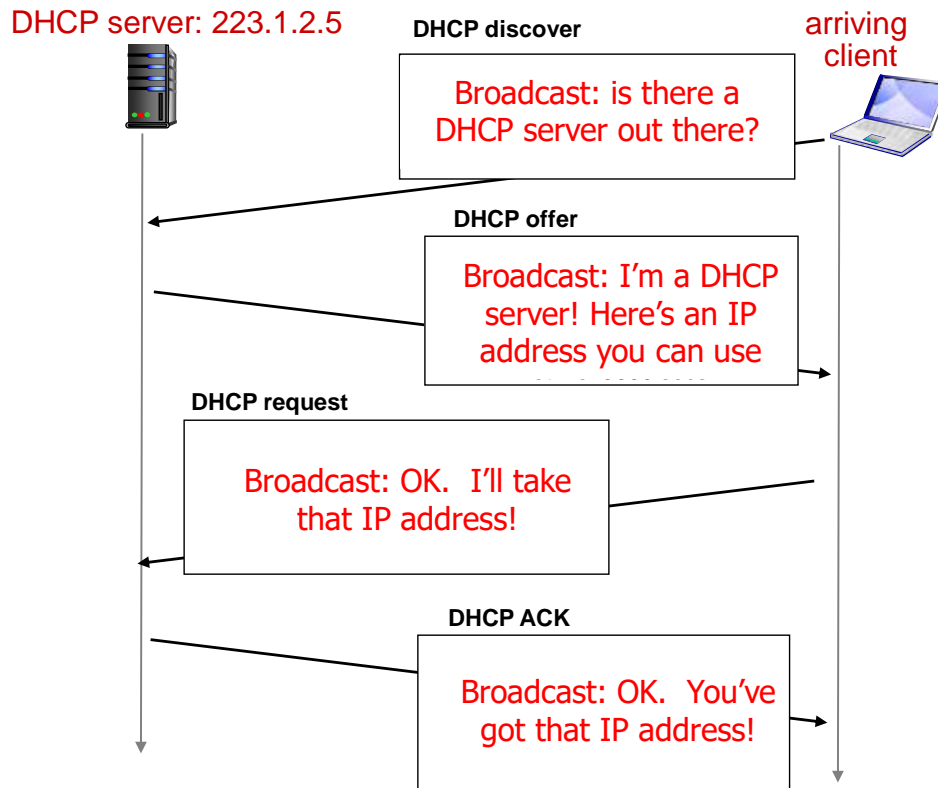 DHCP server: 223.1.2.5
DHCP discover
arriving
client
Broadcast: is there a
DHCP server out there?
DHCP offer
Broadcast: I’m a DHCP
server! Here’s an IP
address you can use
DHCP request
Broadcast: OK.  I’ll take
that IP address!
DHCP ACK
Broadcast: OK.  You’ve
got that IP address!